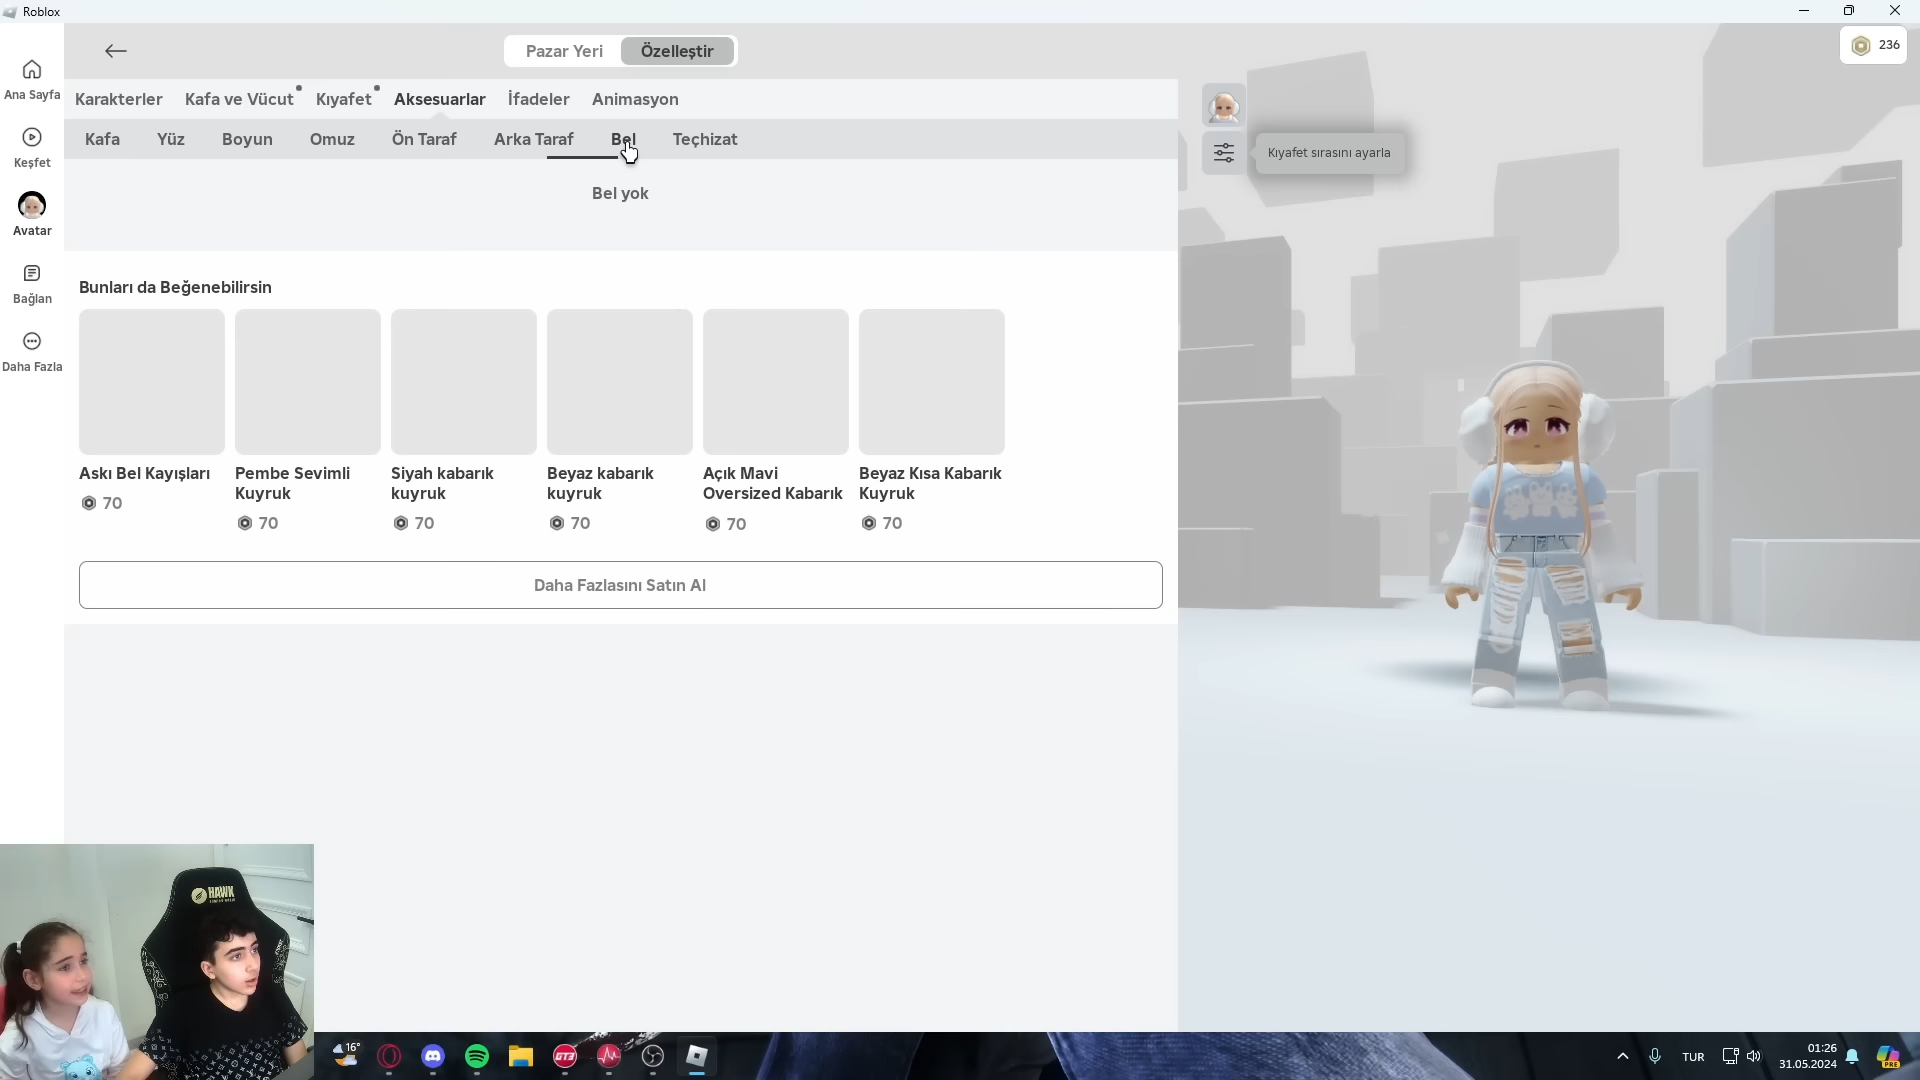 Roblox
236
Pazar Yeri
Özelleştir
Ana Sayfa
Keşfet
Avatar
Bağlan
Daha Fazla
Karakterler
Kafa ve Vücut
Kıyafet
Aksesuarlar
İfadeler
Animasyon
Kafa
Yüz
Boyun
Omuz
Ön Taraf
Arka Taraf
Bel
Teçhizat
Kıyafet sırasını ayarla
Bel yok
Bunları da Beğenebilirsin
Askı Bel Kayışları
70
Pembe Sevimli
Kuyruk
70
Siyah kabarık
kuyruk
70
Beyaz kabarık
kuyruk
70
Açık Mavi
Oversized Kabarık
70
Beyaz Kısa Kabarık
Kuyruk
70
Daha Fazlasını Satın Al
HAWK
16°
GTB
TUR
01:26
31.05.2024
PRE